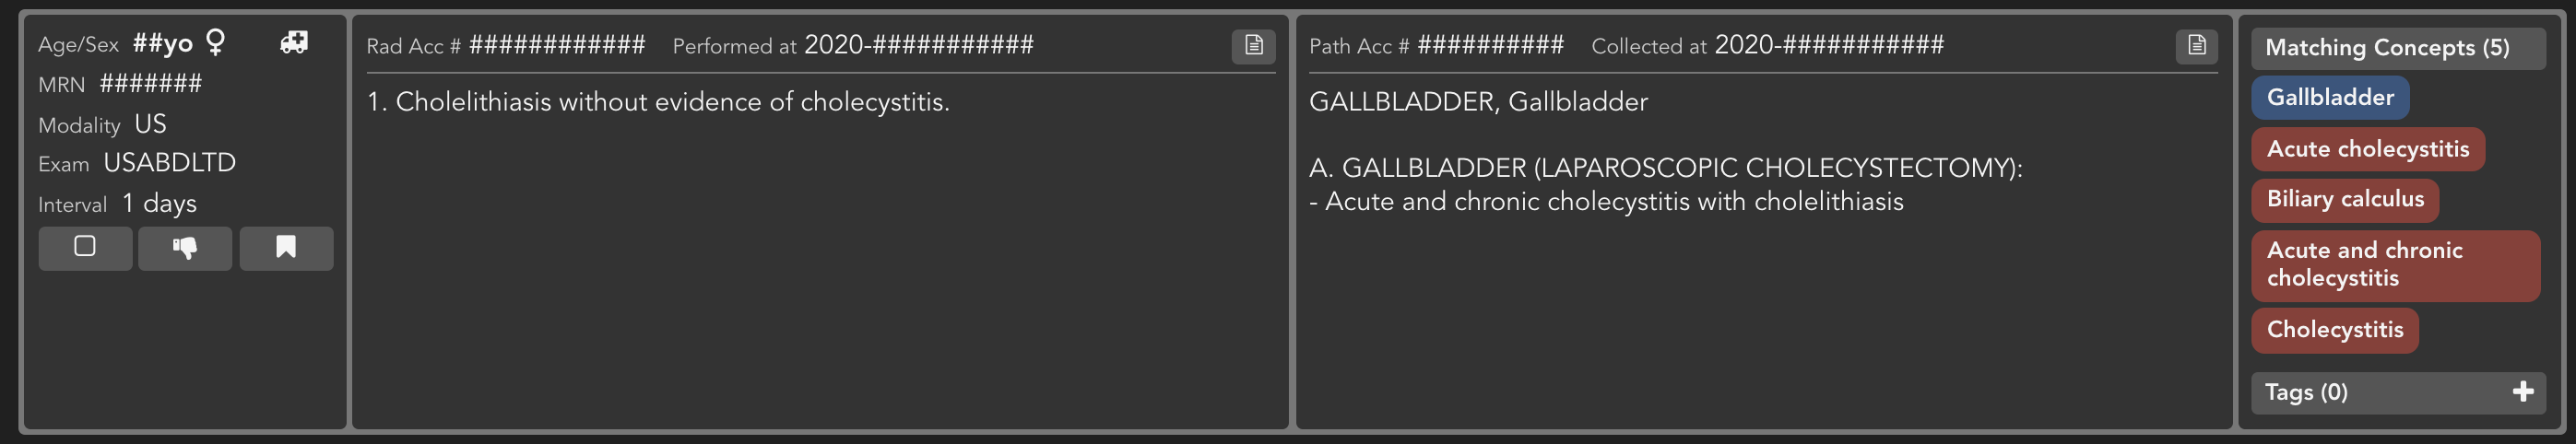 Age/Sex ##yo ♀
MRN #######
Modality US
Exam USABDLTD
Interval 1 days
Rad Acc # ############ Performed at 2020-###########
1. Cholelithiasis without evidence of cholecystitis.
Path Acc # ########## Collected at 2020-###########
GALLBLADDER, Gallbladder
A. GALLBLADDER (LAPAROSCOPIC CHOLECYSTECTOMY):
- Acute and chronic cholecystitis with cholelithiasis
Matching Concepts (5)
Gallbladder
Acute cholecystitis
Biliary calculus
Acute and chronic
cholecystitis
Cholecystitis
Tags (0)